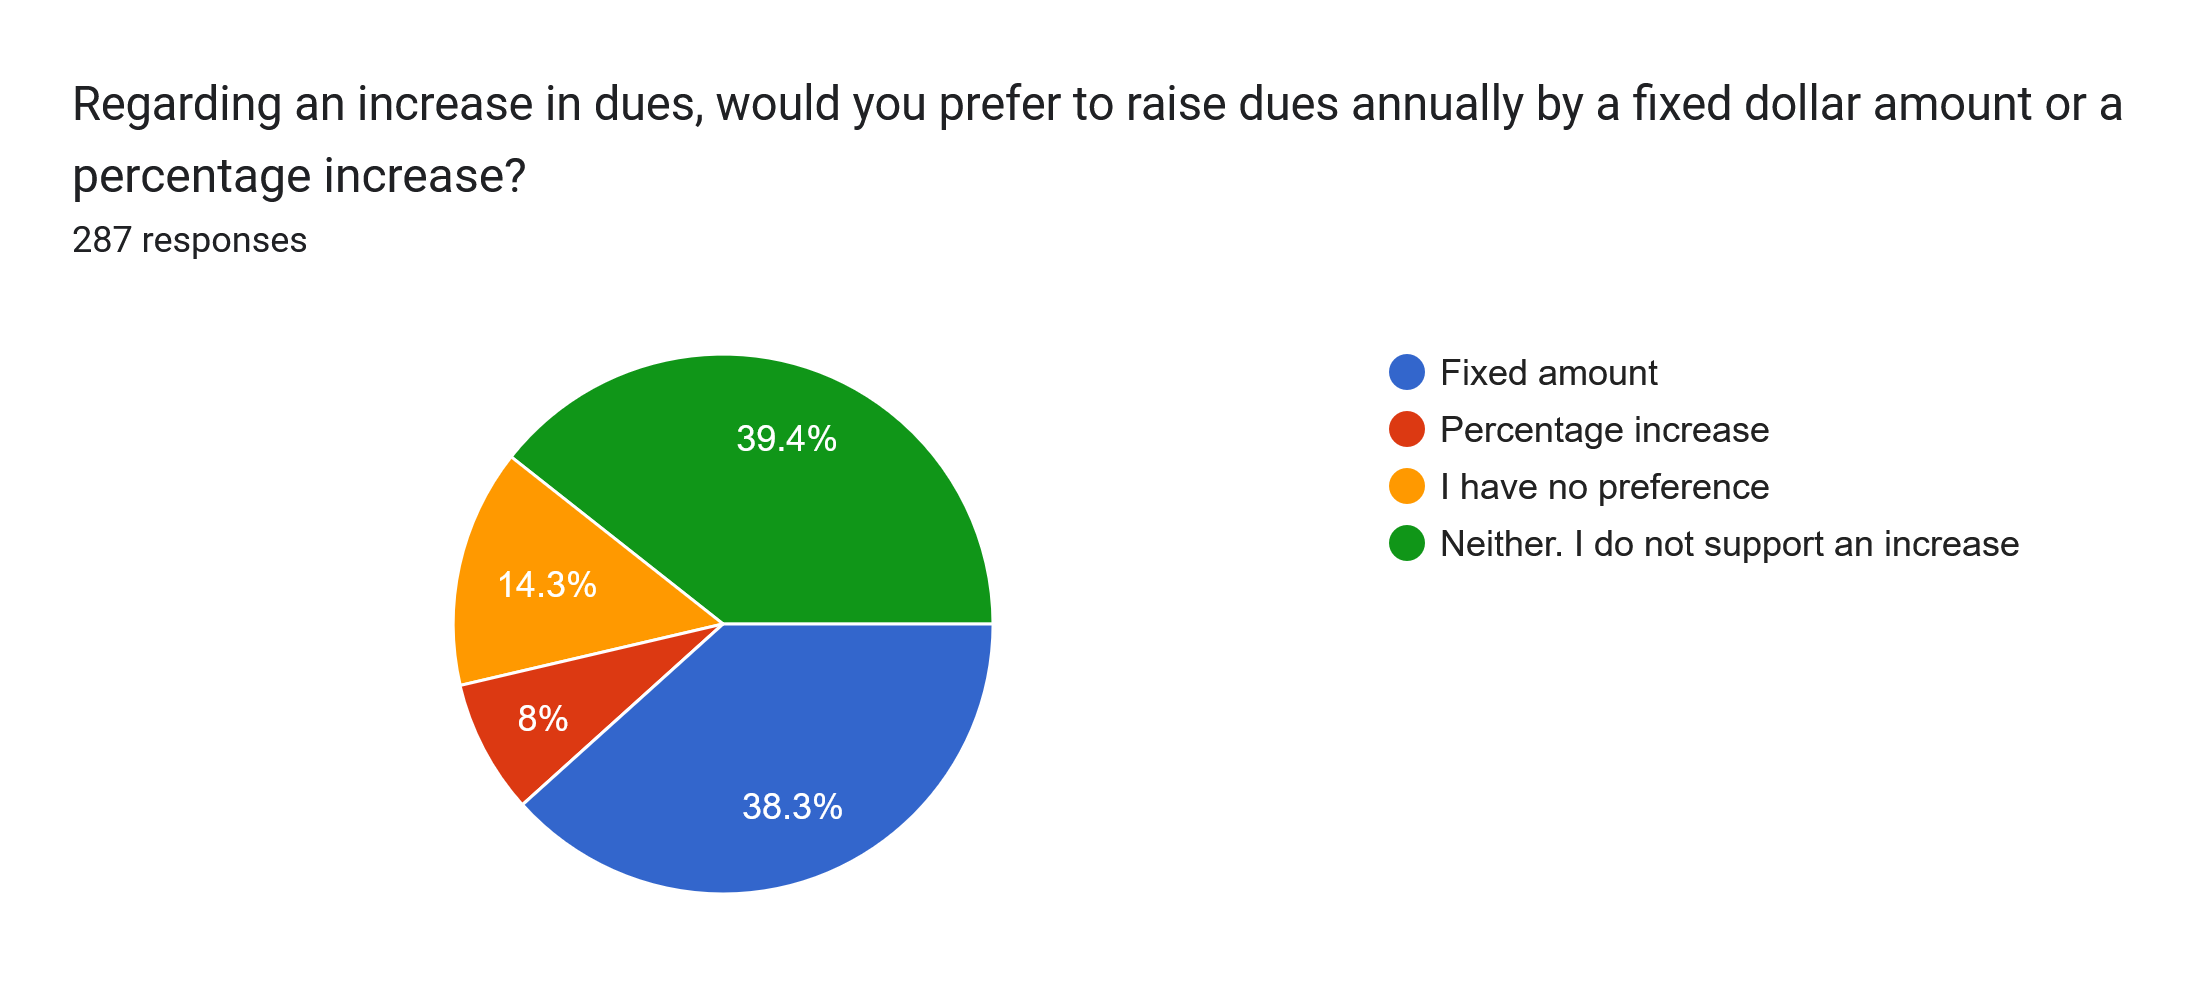 Regarding an increase in dues, would you prefer to raise dues annually by a fixed dollar amount or a
percentage increase?
287 responses
Fixed amount
Percentage increase
I have no preference
Neither. I do not support an increase
39.4%
14.3%
8%
38.3%